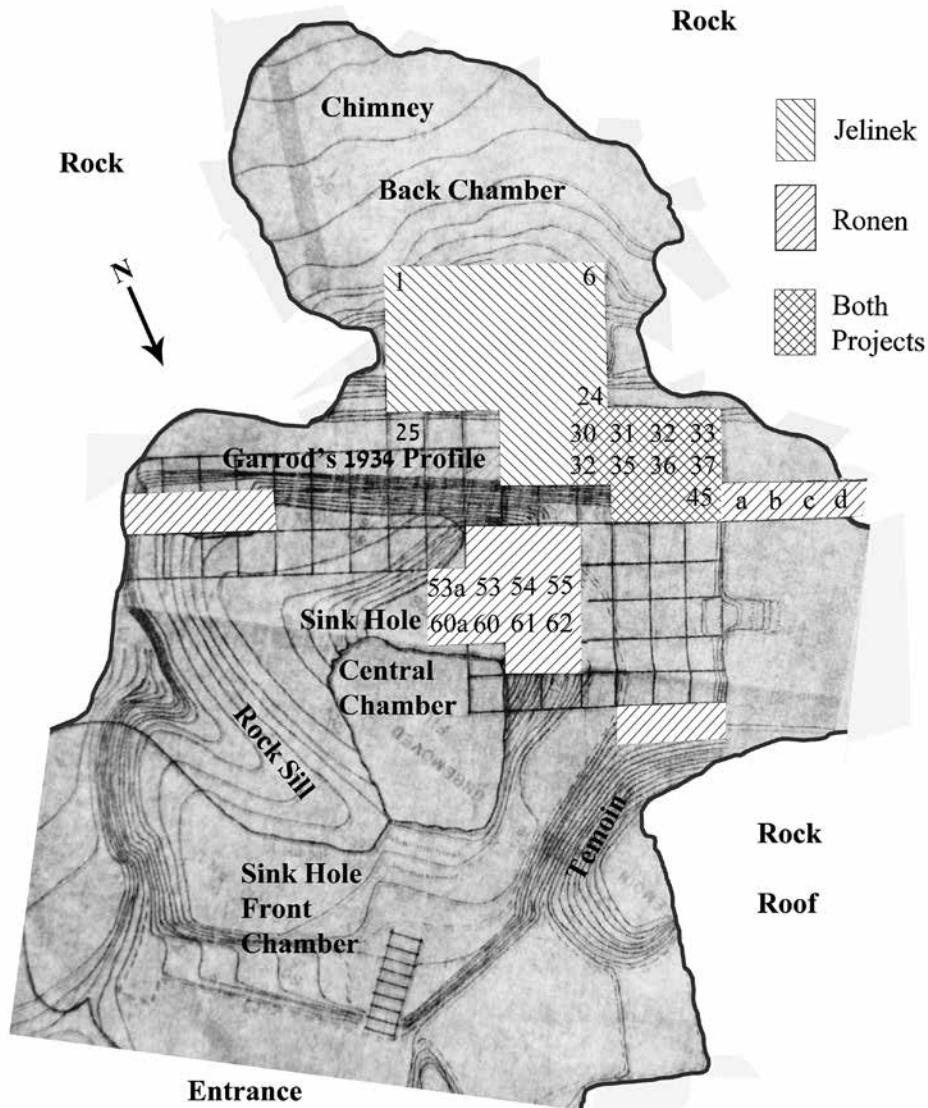 Rock
Chimney
Jelinek
Rock
Back Chamber
Ronen
N
1 6
Both
Projects
24
25
30 31 32 33
Garrod's 1934 Profile
32 35 36 37
45 a b c d
53a 53 54 55
Sink Hole
60a 60 61 62
Central
Chamber
Rock Sill
Temoin
Rock
Sink Hole
Front
Chamber
Roof
Entrance